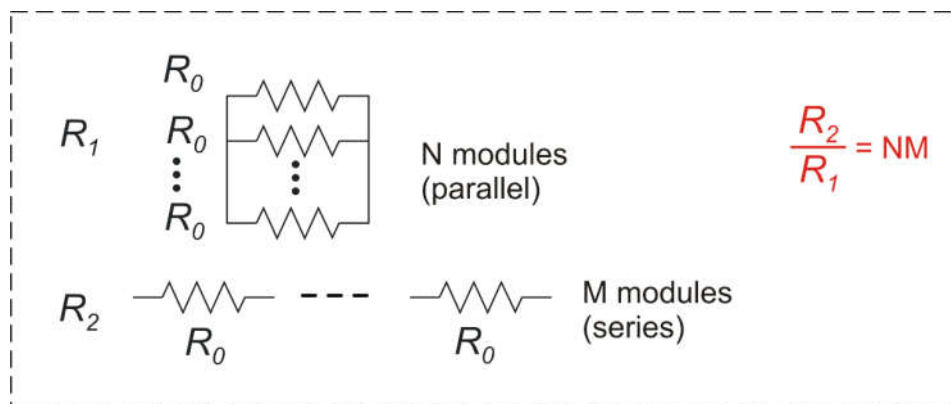 R0
R1
R0
R0
N modules
(parallel)
R2
R1
= NM
R2
R0
R0
M modules
(series)